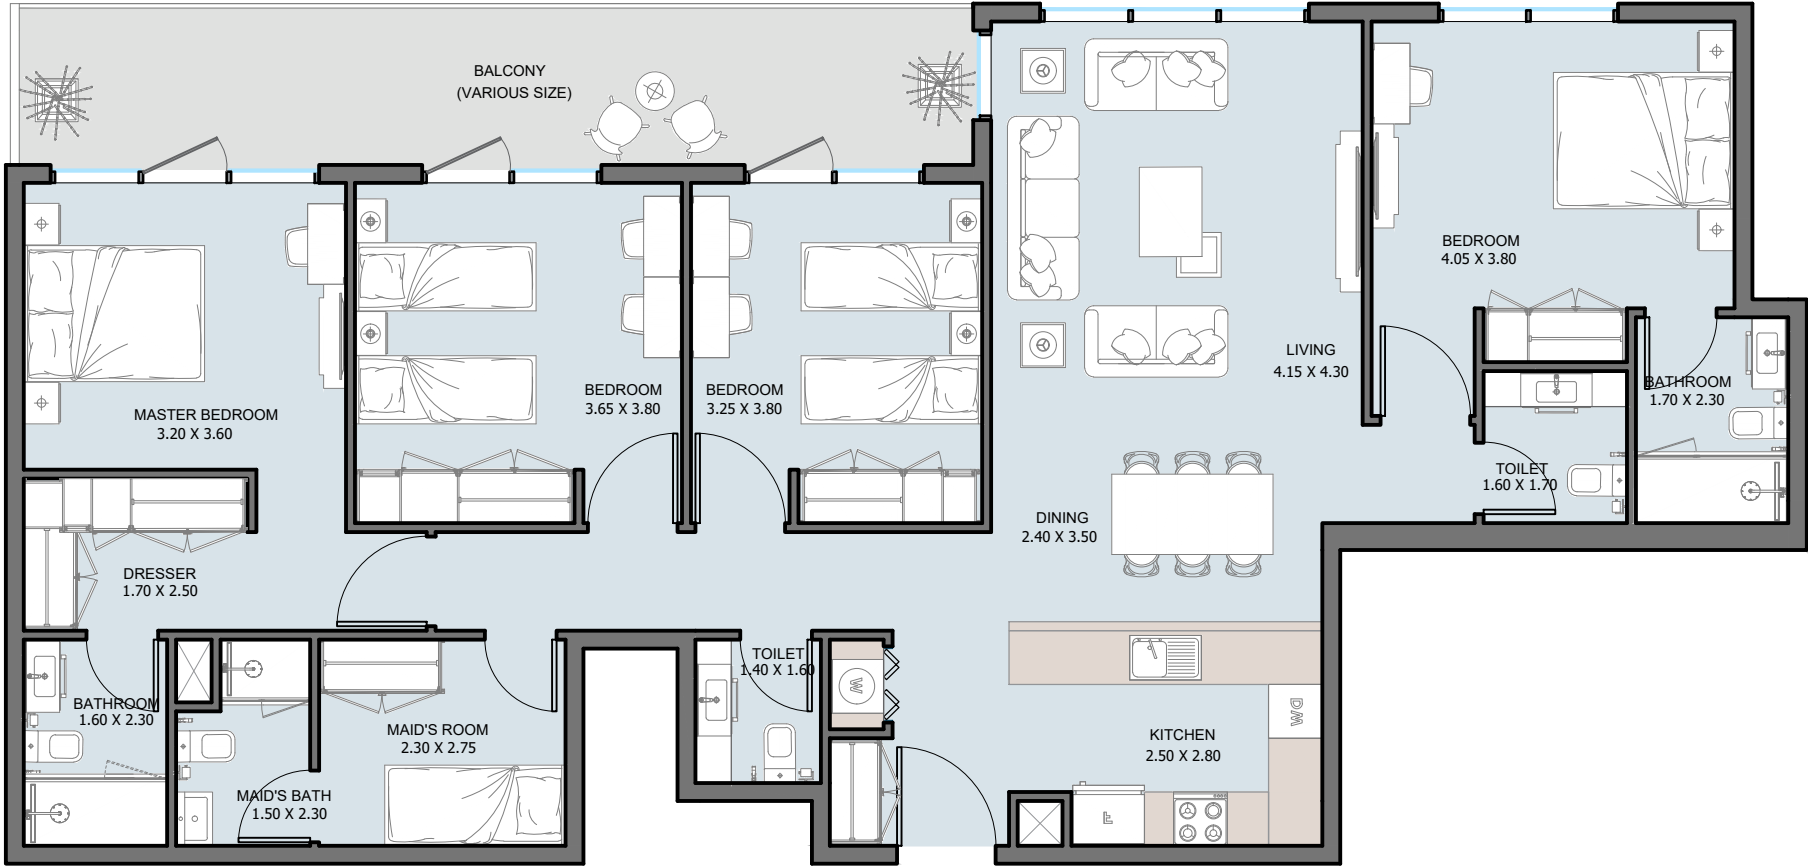 BALCONY
(VARIOUS SIZE)
BEDROOM
4.05 X 3.80
LIVING
4.15 X 4.30
MASTER BEDROOM
3.20 X 3.60
BEDROOM
3.65 X 3.80
BEDROOM
3.25 X 3.80
BATHROOM
1.70 X 2.30
TOILET
1.60 X 1.70
DINING
2.40 X 3.50
DRESSER
1.70 X 2.50
TOILET
1.40 X 1.60
W
BATHROOM
1.60 X 2.30
MAID'S ROOM
2.30 X 2.75
DW
KITCHEN
2.50 X 2.80
MAID'S BATH
1.50 X 2.30
F